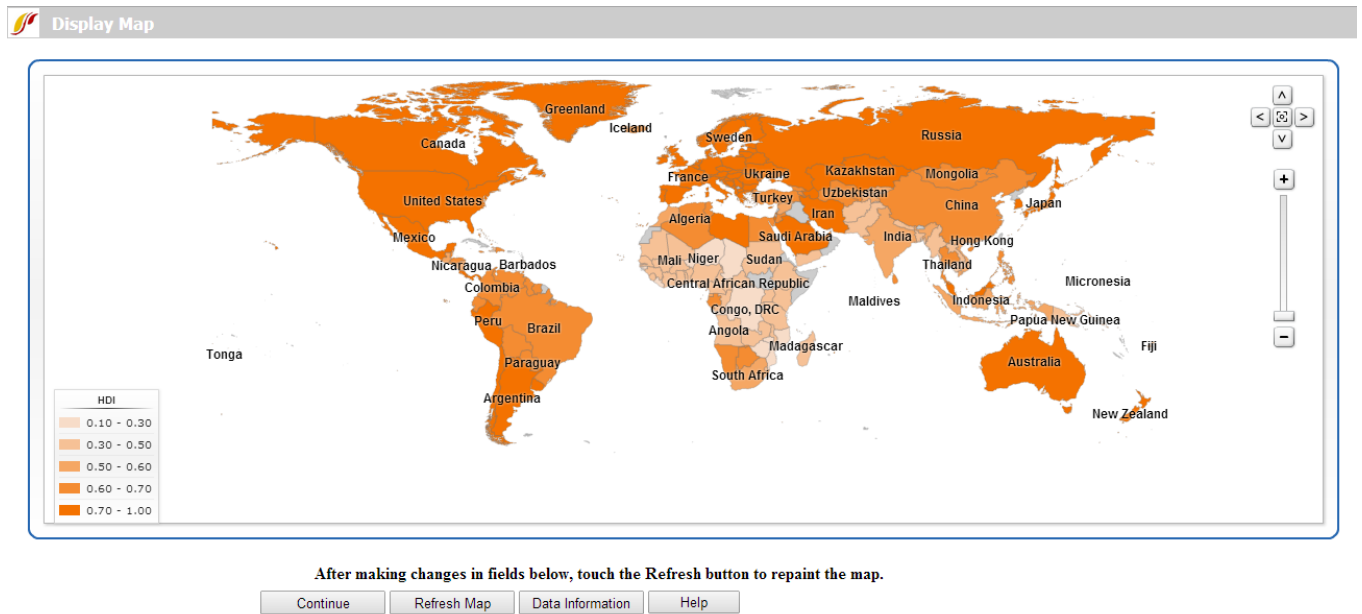 Display Map
Greenland
Iceland
Canada
Sweden
Russia
France
Ukraine
Kazakhstan
Mongolia
United States
Turkey
Uzbekistan
China
Japan
Algeria
Iran
Mexico
Saudi Arabia
India
Hong Kong
Nicaragua
Barbados
Mali
Niger
Sudan
Thailand
Colombia
Central African Republic
Micronesia
Maldives
Indonesia
Peru
Brazil
Congo, DRC
Angola
Papua New Guinea
Madagascar
Fiji
Tonga
Paraguay
South Africa
Australia
Argentina
New Zealand
HDI
0.10 - 0.30
0.30 - 0.50
0.50 - 0.60
0.60 - 0.70
0.70 - 1.00
After making changes in fields below, touch the Refresh button to repaint the map.
Continue
Refresh Map
Data Information
Help